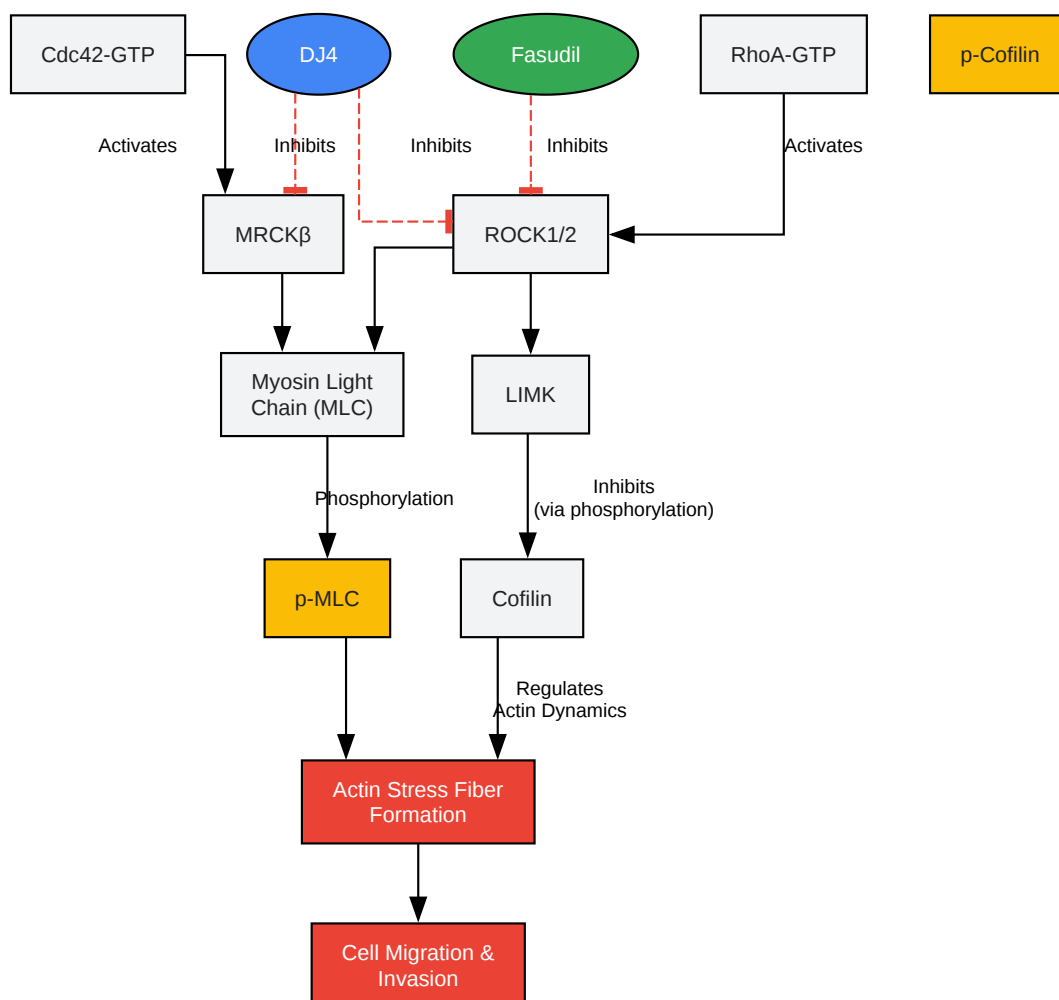 Cdc42-GTP
DJ4
Fasudil
RhoA-GTP
p-Cofilin
Activates
Inhibits
Inhibits
Inhibits
Activates
MRCKβ
ROCK1/2
Myosin Light
Chain (MLC)
LIMK
Phosphorylation
Inhibits
(via phosphorylation)
p-MLC
Cofilin
Regulates
Actin Dynamics
Actin Stress Fiber
Formation
Cell Migration &
Invasion